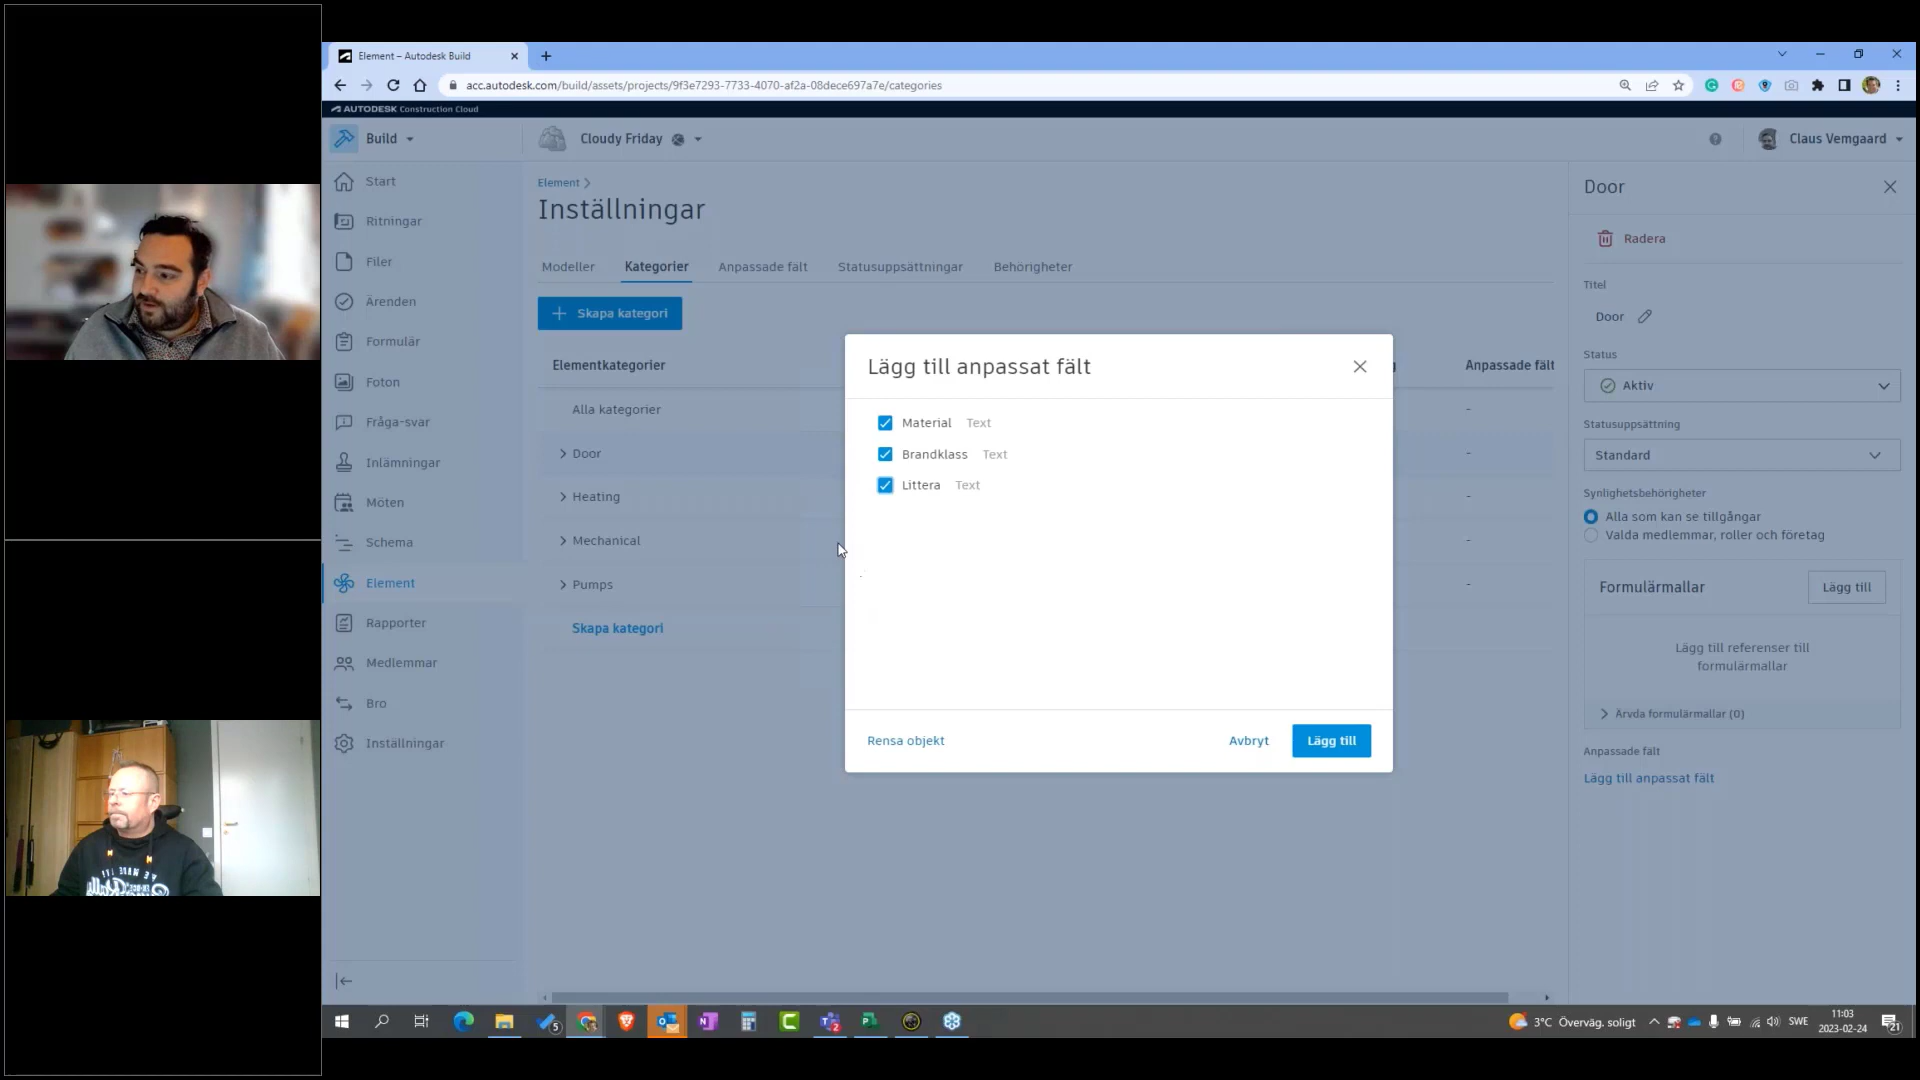 Element – Autodesk Build
acc.autodesk.com/build/assets/projects/9f3e7293-7733-4070-af2a-08dece697a7e/categories
AUTODESK Construction Cloud
Build
Cloudy Friday
Claus Vemgaard
Start
Ritningar
Filer
Ärenden
Formulär
Foton
Fråga-svar
Inlämningar
Möten
Schema
Element
Rapporter
Medlemmar
Bro
Inställningar
Element
Inställningar
Modeller
Kategorier
Anpassade fält
Statusuppsättningar
Behörigheter
Skapa kategori
Elementkategorier
Anpassade fält
Alla kategorier
-
Door
-
Heating
-
Mechanical
-
Pumps
-
Skapa kategori
Lägg till anpassat fält
Material Text
Brandklass Text
Littera Text
Rensa objekt
Avbryt
Lägg till
Door
Radera
Titel
Door
Status
Aktiv
Statusuppsättning
Standard
Synlighetsbehörigheter
Alla som kan se tillgångar
Valda medlemmar, roller och företag
Formulärmallar
Lägg till
Lägg till referenser till
formulärmallar
Ärvda formulärmallar (0)
Anpassade fält
Lägg till anpassat fält
3°C Överväg. soligt
SWE
11:03
2023-02-24
21